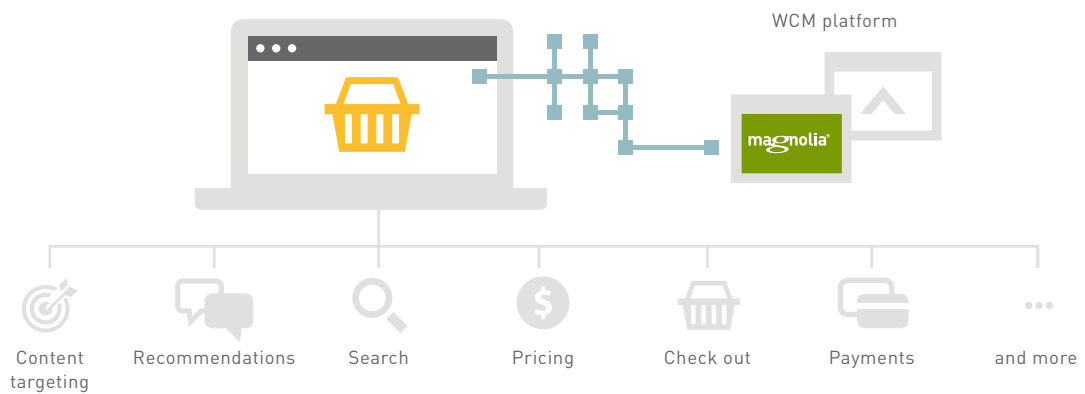 WCM platform
magnolia®
$
Content
targeting
Recommendations
Search
Pricing
Check out
Payments
and more